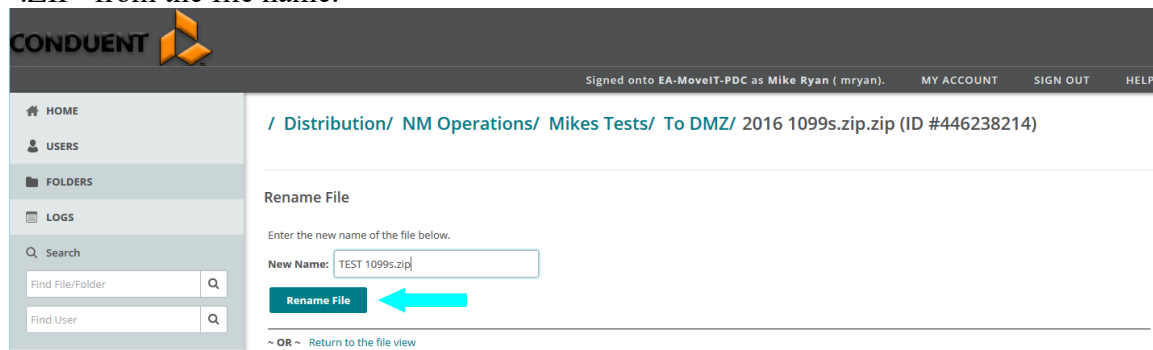 .ZIP" from the file name.
CONDUENT
Signed onto EA-MoveIT-PDC as Mike Ryan ( mryan). MY ACCOUNT SIGN OUT HELP
HOME
USERS
FOLDERS
LOGS
Search
Find File/Folder
Find User
/ Distribution/ NM Operations/ Mikes Tests/ To DMZ/ 2016 1099s.zip.zip (ID #446238214)
Rename File
Enter the new name of the file below.
New Name: TEST 1099s.zip
Rename File
~ OR ~ Return to the file view